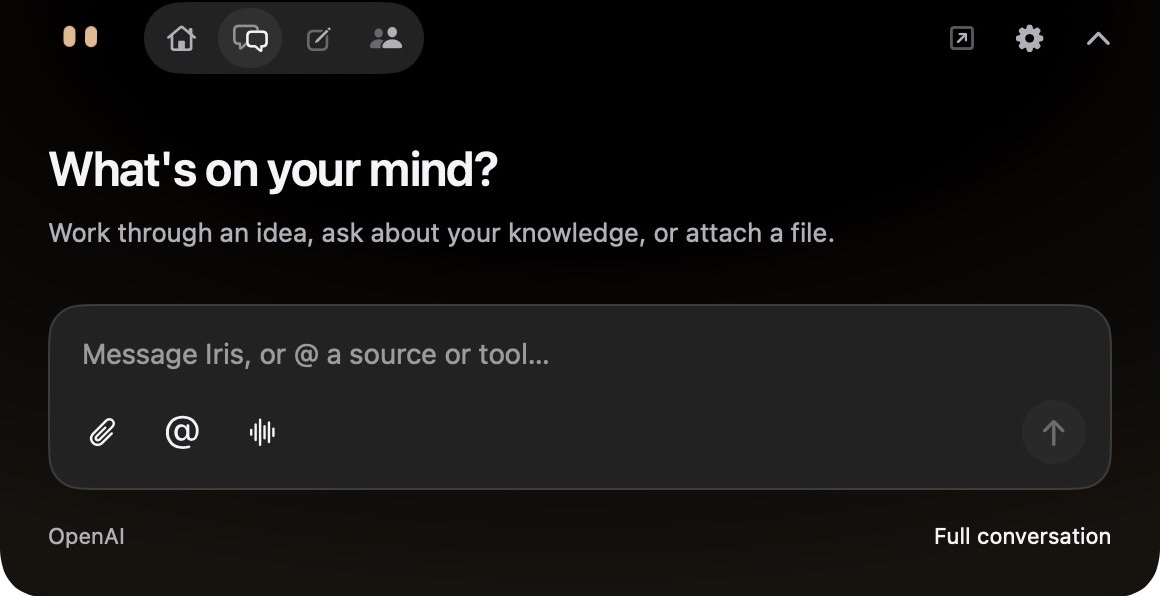 What's on your mind?
Work through an idea, ask about your knowledge, or attach a file.
Message Iris, or @ a source or tool...
@
OpenAI
Full conversation